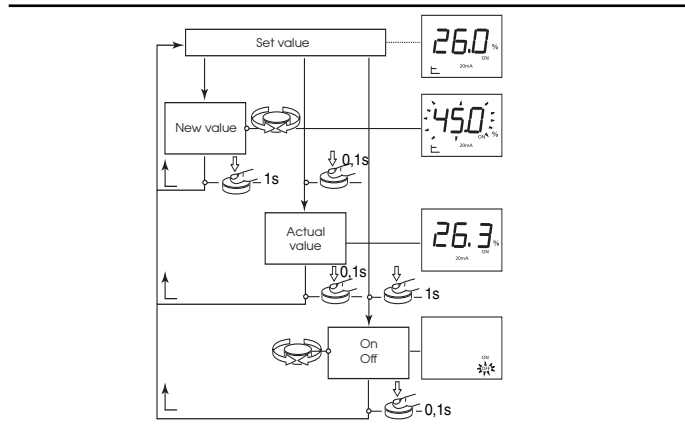 Set value
26.0 %
ON
20mA
New value
45.0 %
ON
20mA
1s
0,1s
Actual
value
26.3 %
ON
20mA
0,1s
1s
On
Off
ON
OFF
0,1s